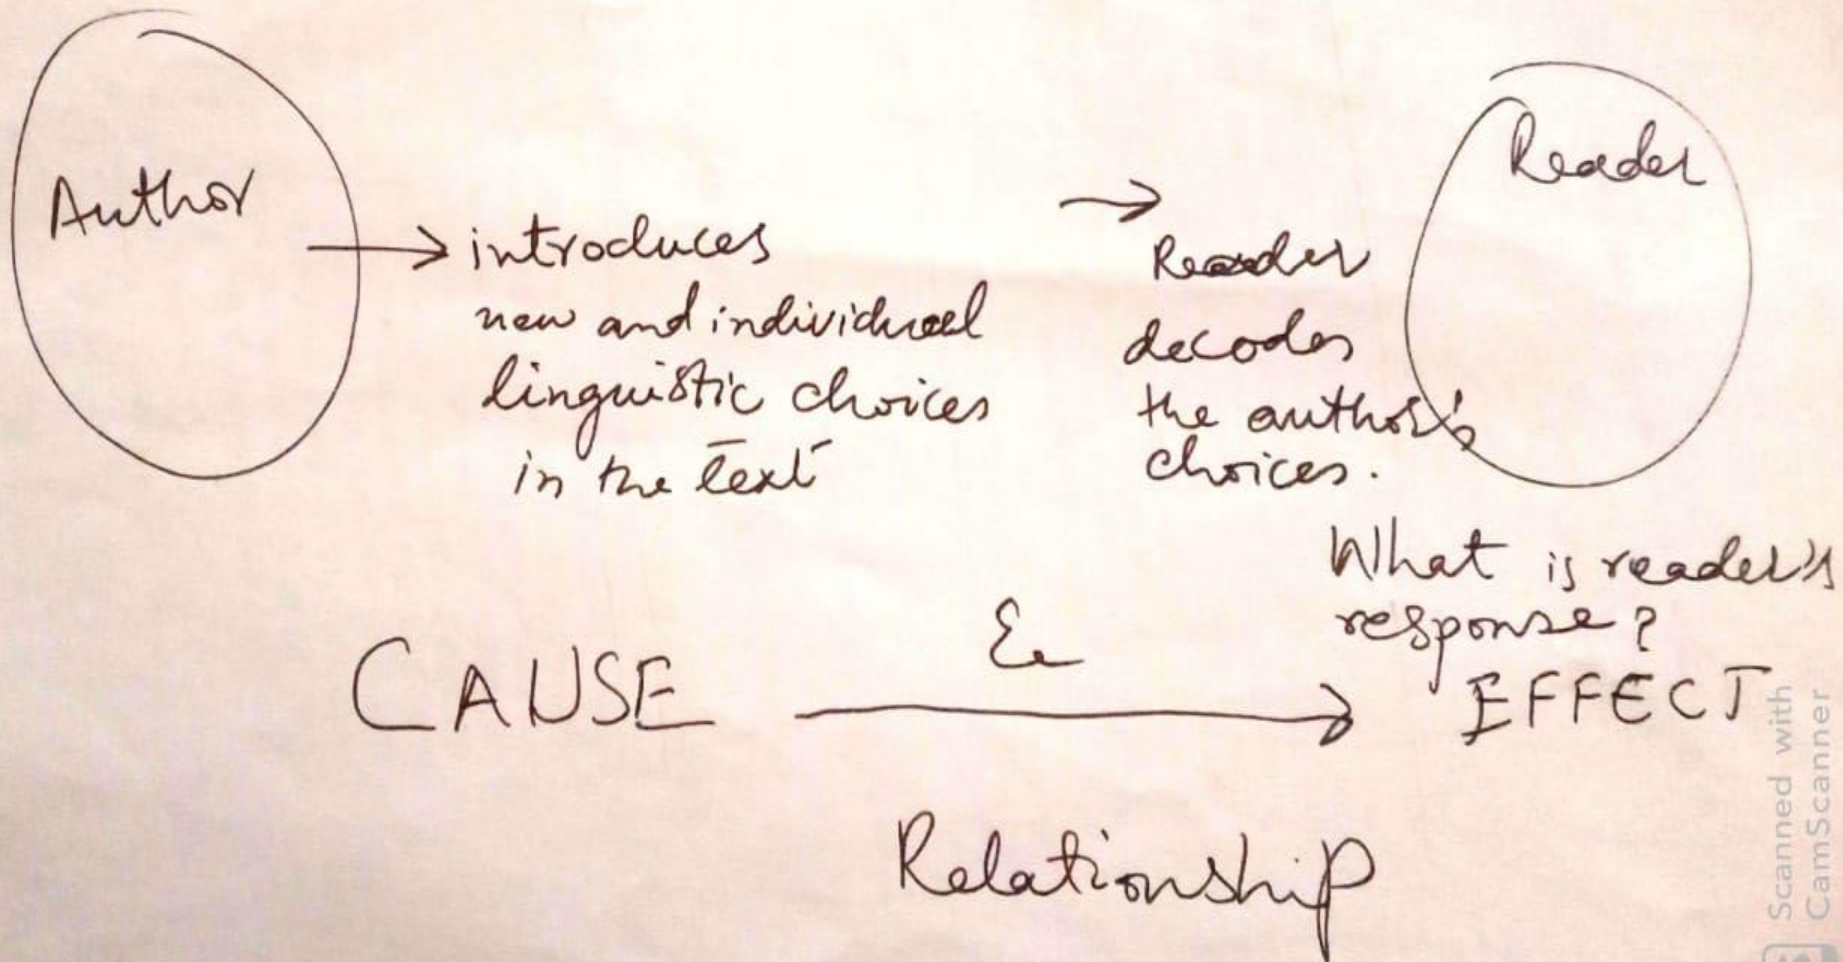 Author
→ introduces
new and individual
linguistic choices
in the text
→
Reader
decodes
the author's
choices.
Reader
What is reader's
response?
CAUSE
&
→
EFFECT
Relationship
Scanned with
CamScanner